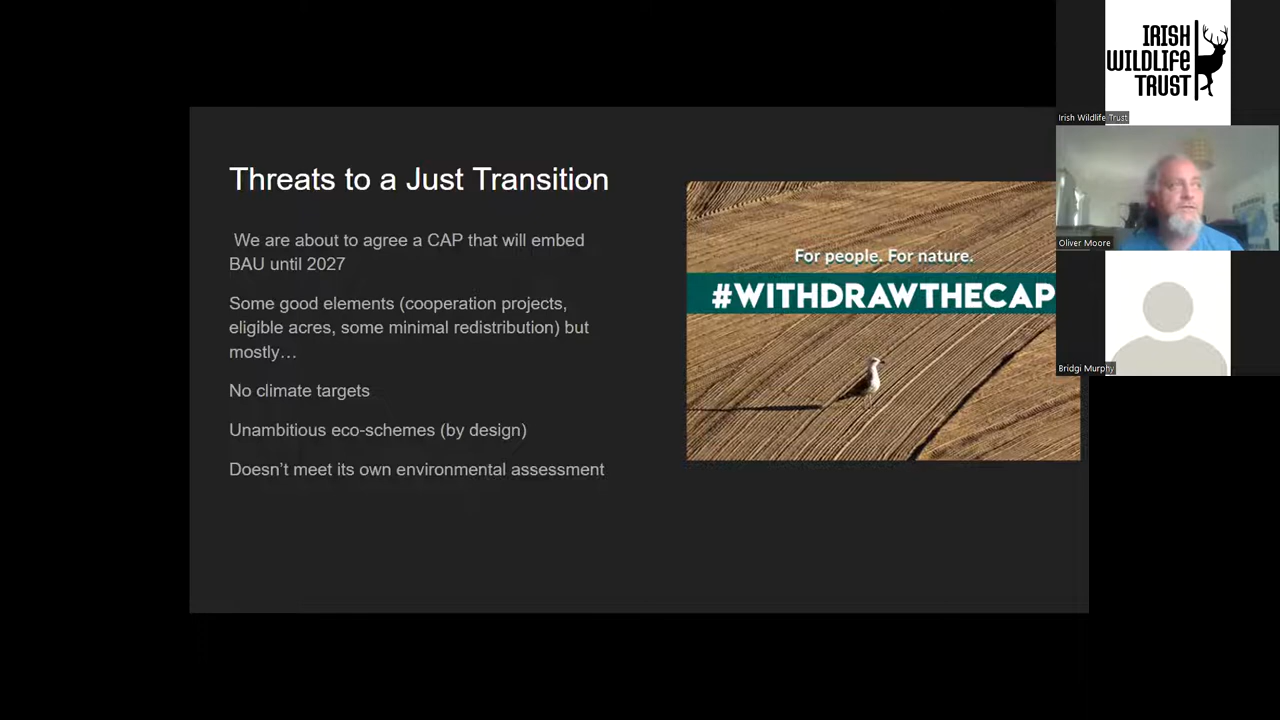 Threats to a Just Transition
We are about to agree a CAP that will embed
BAU until 2027
Some good elements (cooperation projects,
eligible acres, some minimal redistribution) but
mostly…
No climate targets
Unambitious eco-schemes (by design)
Doesn’t meet its own environmental assessment
For people. For nature.
#WITHDRAWTHECAP
IRISH
WILDLIFE
TRUST
Irish Wildlife Trust
Oliver Moore
Bridgi Murphy